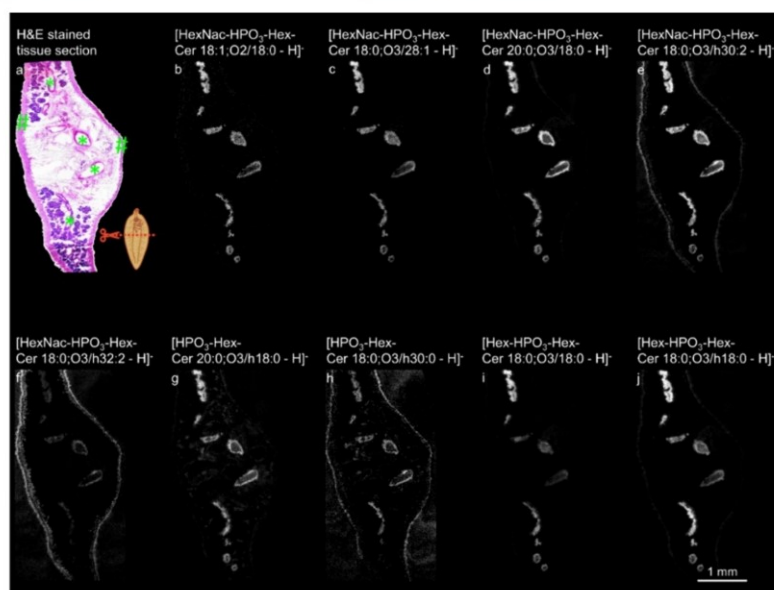 H&E stained
tissue section
a
[HexNac-HPO₃-Hex-
Cer 18:1;O2/18:0 - H]⁻
b
[HexNac-HPO₃-Hex-
Cer 18:0;O3/28:1 - H]⁻
c
[HexNac-HPO₃-Hex-
Cer 20:0;O3/18:0 - H]⁻
d
[HexNac-HPO₃-Hex-
Cer 18:0;O3/h30:2 - H]⁻
e
[HexNac-HPO₃-Hex-
Cer 18:0;O3/h32:2 - H]⁻
f
[HPO₃-Hex-
Cer 20:0;O3/h18:0 - H]⁻
g
[HPO₃-Hex-
Cer 18:0;O3/h30:0 - H]⁻
h
[Hex-HPO₃-Hex-
Cer 18:0;O3/18:0 - H]⁻
i
[Hex-HPO₃-Hex-
Cer 18:0;O3/h18:0 - H]⁻
j
1 mm